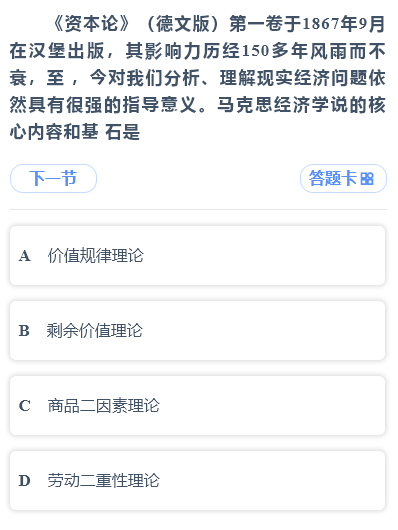 《资本论》（德文版）第一卷于1867年9月
在汉堡出版，其影响力历经150多年风雨而不
衰，至 ，今对我们分析、理解现实经济问题依
然具有很强的指导意义。马克思经济学说的核
心内容和基 石是
下一节
答题卡
A 价值规律理论
B 剩余价值理论
C 商品二因素理论
D 劳动二重性理论